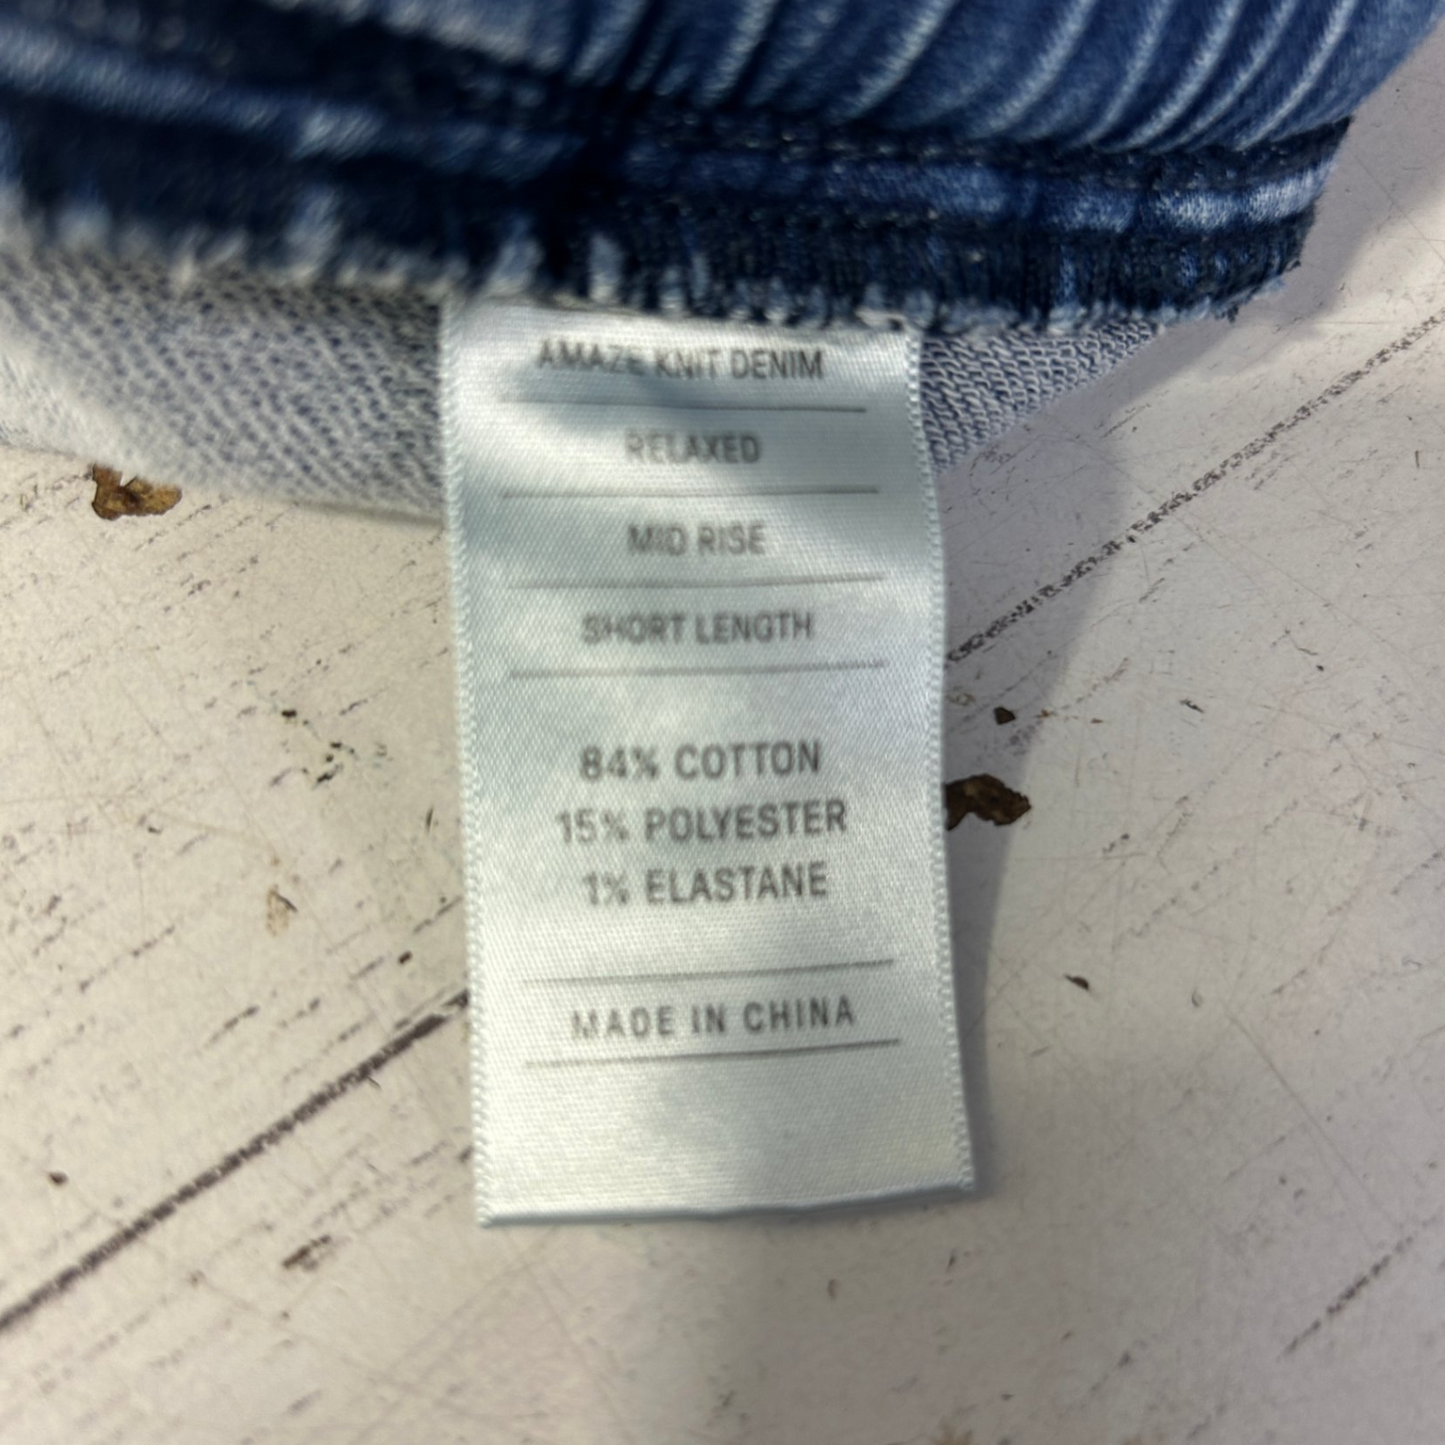 AMAZE KNIT DENIM
RELAXED
MID RISE
SHORT LENGTH
84% COTTON
15% POLYESTER
1% ELASTANE
MADE IN CHINA